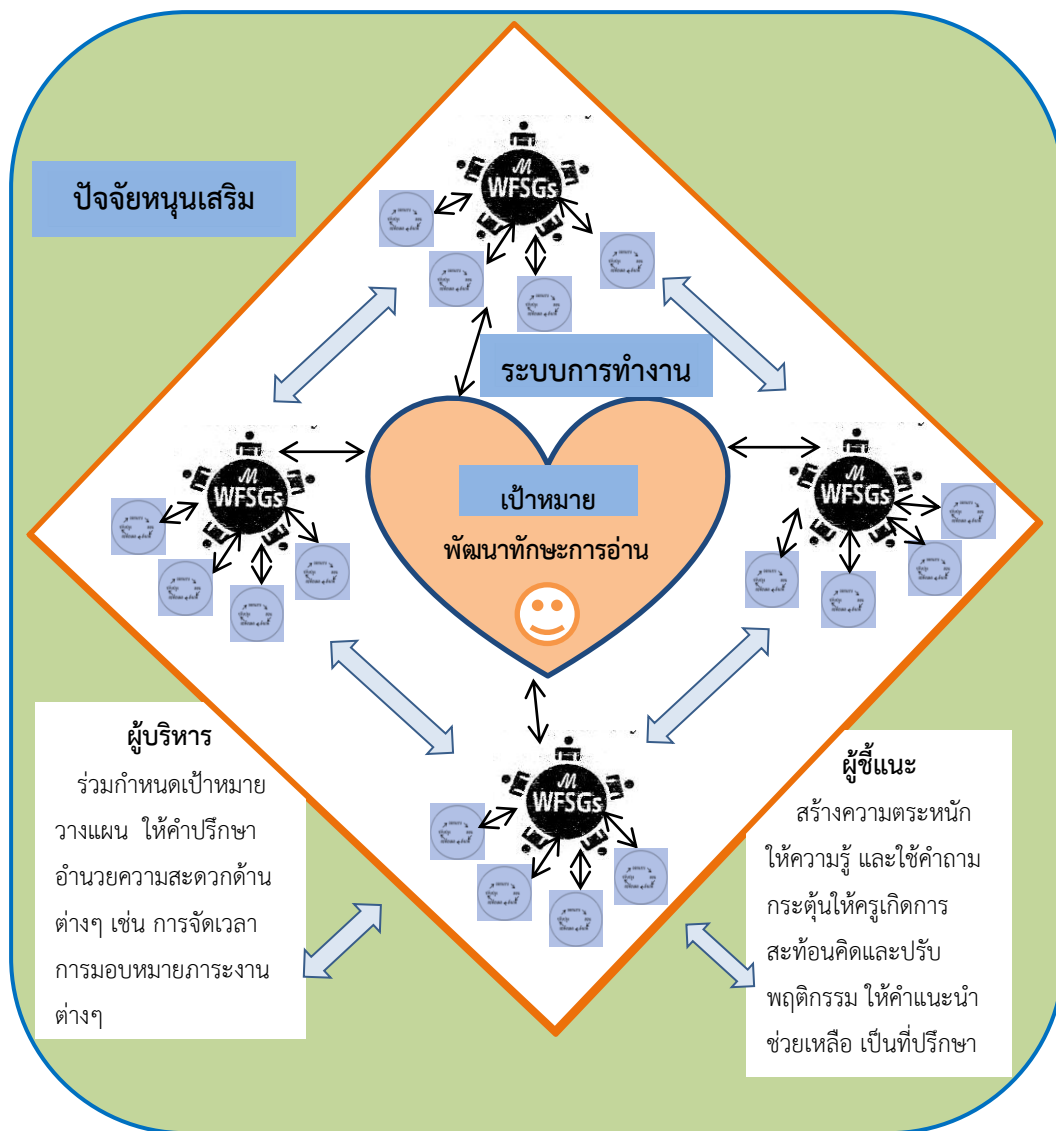 WFSGs
ปัจจัยหนุนเสริม
ระบบการทำงาน
WFSGs
WFSGs
เป้าหมาย
พัฒนาทักษะการอ่าน
WFSGs
ผู้บริหาร
ร่วมกำหนดเป้าหมาย
วางแผน ให้คำปรึกษา
อำนวยความสะดวกด้าน
ต่างๆ เช่น การจัดเวลา
การมอบหมายภาระงาน
ต่างๆ
ผู้ชี้แนะ
สร้างความตระหนัก
ให้ความรู้ และใช้คำถาม
กระตุ้นให้ครูเกิดการ
สะท้อนคิดและปรับ
พฤติกรรม ให้คำแนะนำ
ช่วยเหลือ เป็นที่ปรึกษา